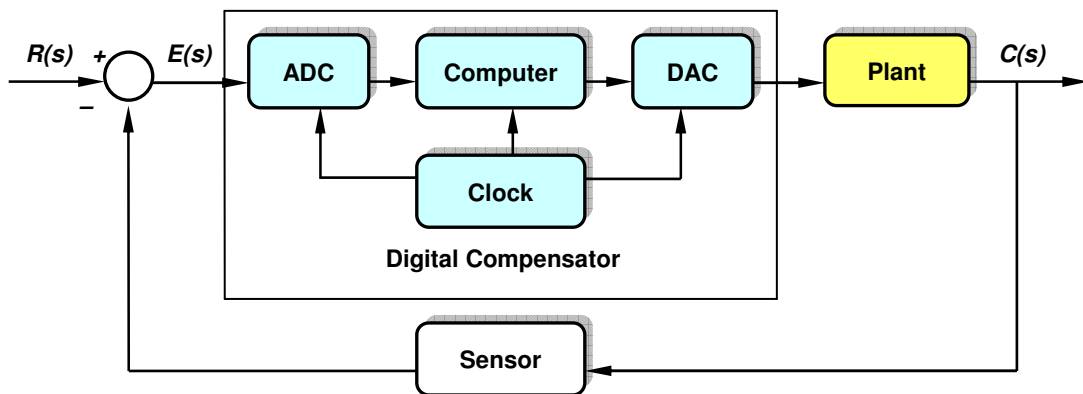 R(s)
+
−
E(s)
ADC
Computer
DAC
Plant
C(s)
Clock
Digital Compensator
Sensor